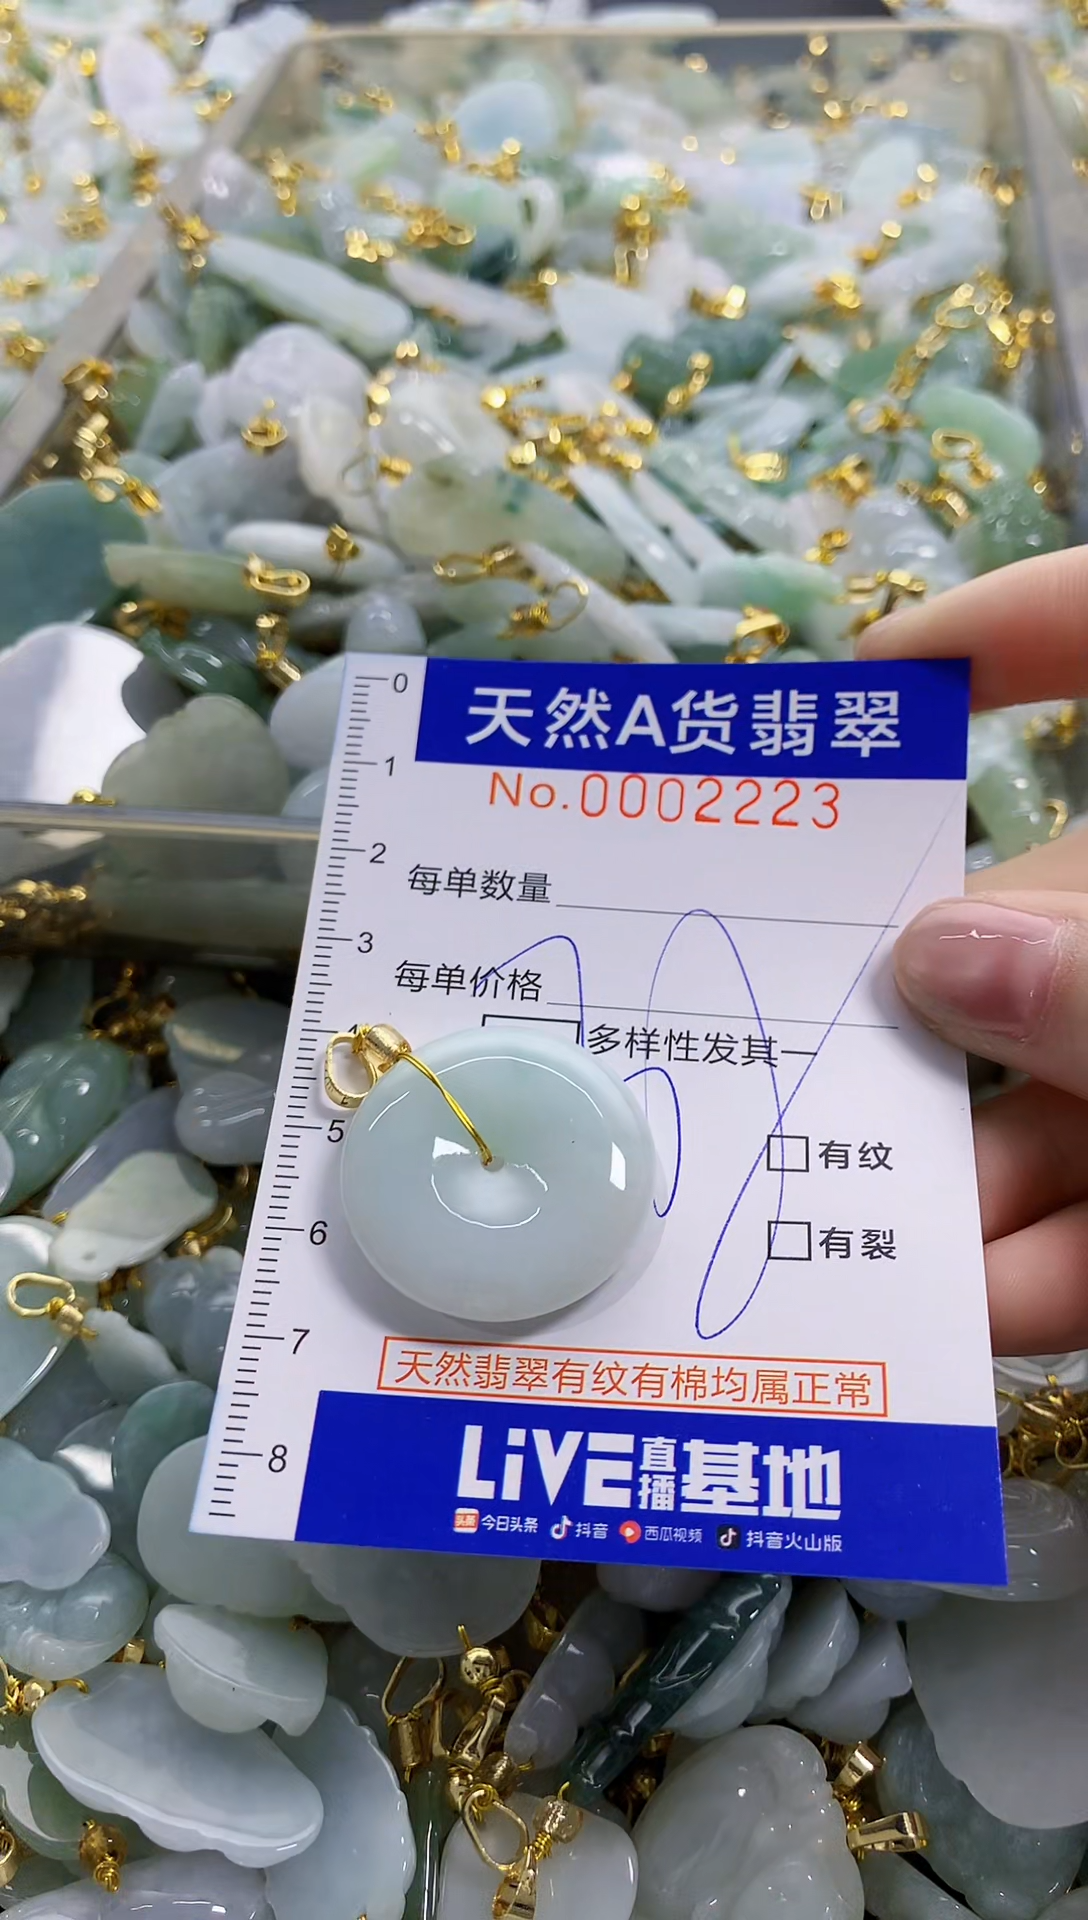 0
天然A货翡翠
1
No.0002223
2
每单数量
3
每单价格
4
多样性发其一
5
有纹
6
有裂
7
天然翡翠有纹有棉均属正常
8
LiVE直播基地
头条 今日头条 抖音 西瓜视频 抖音火山版